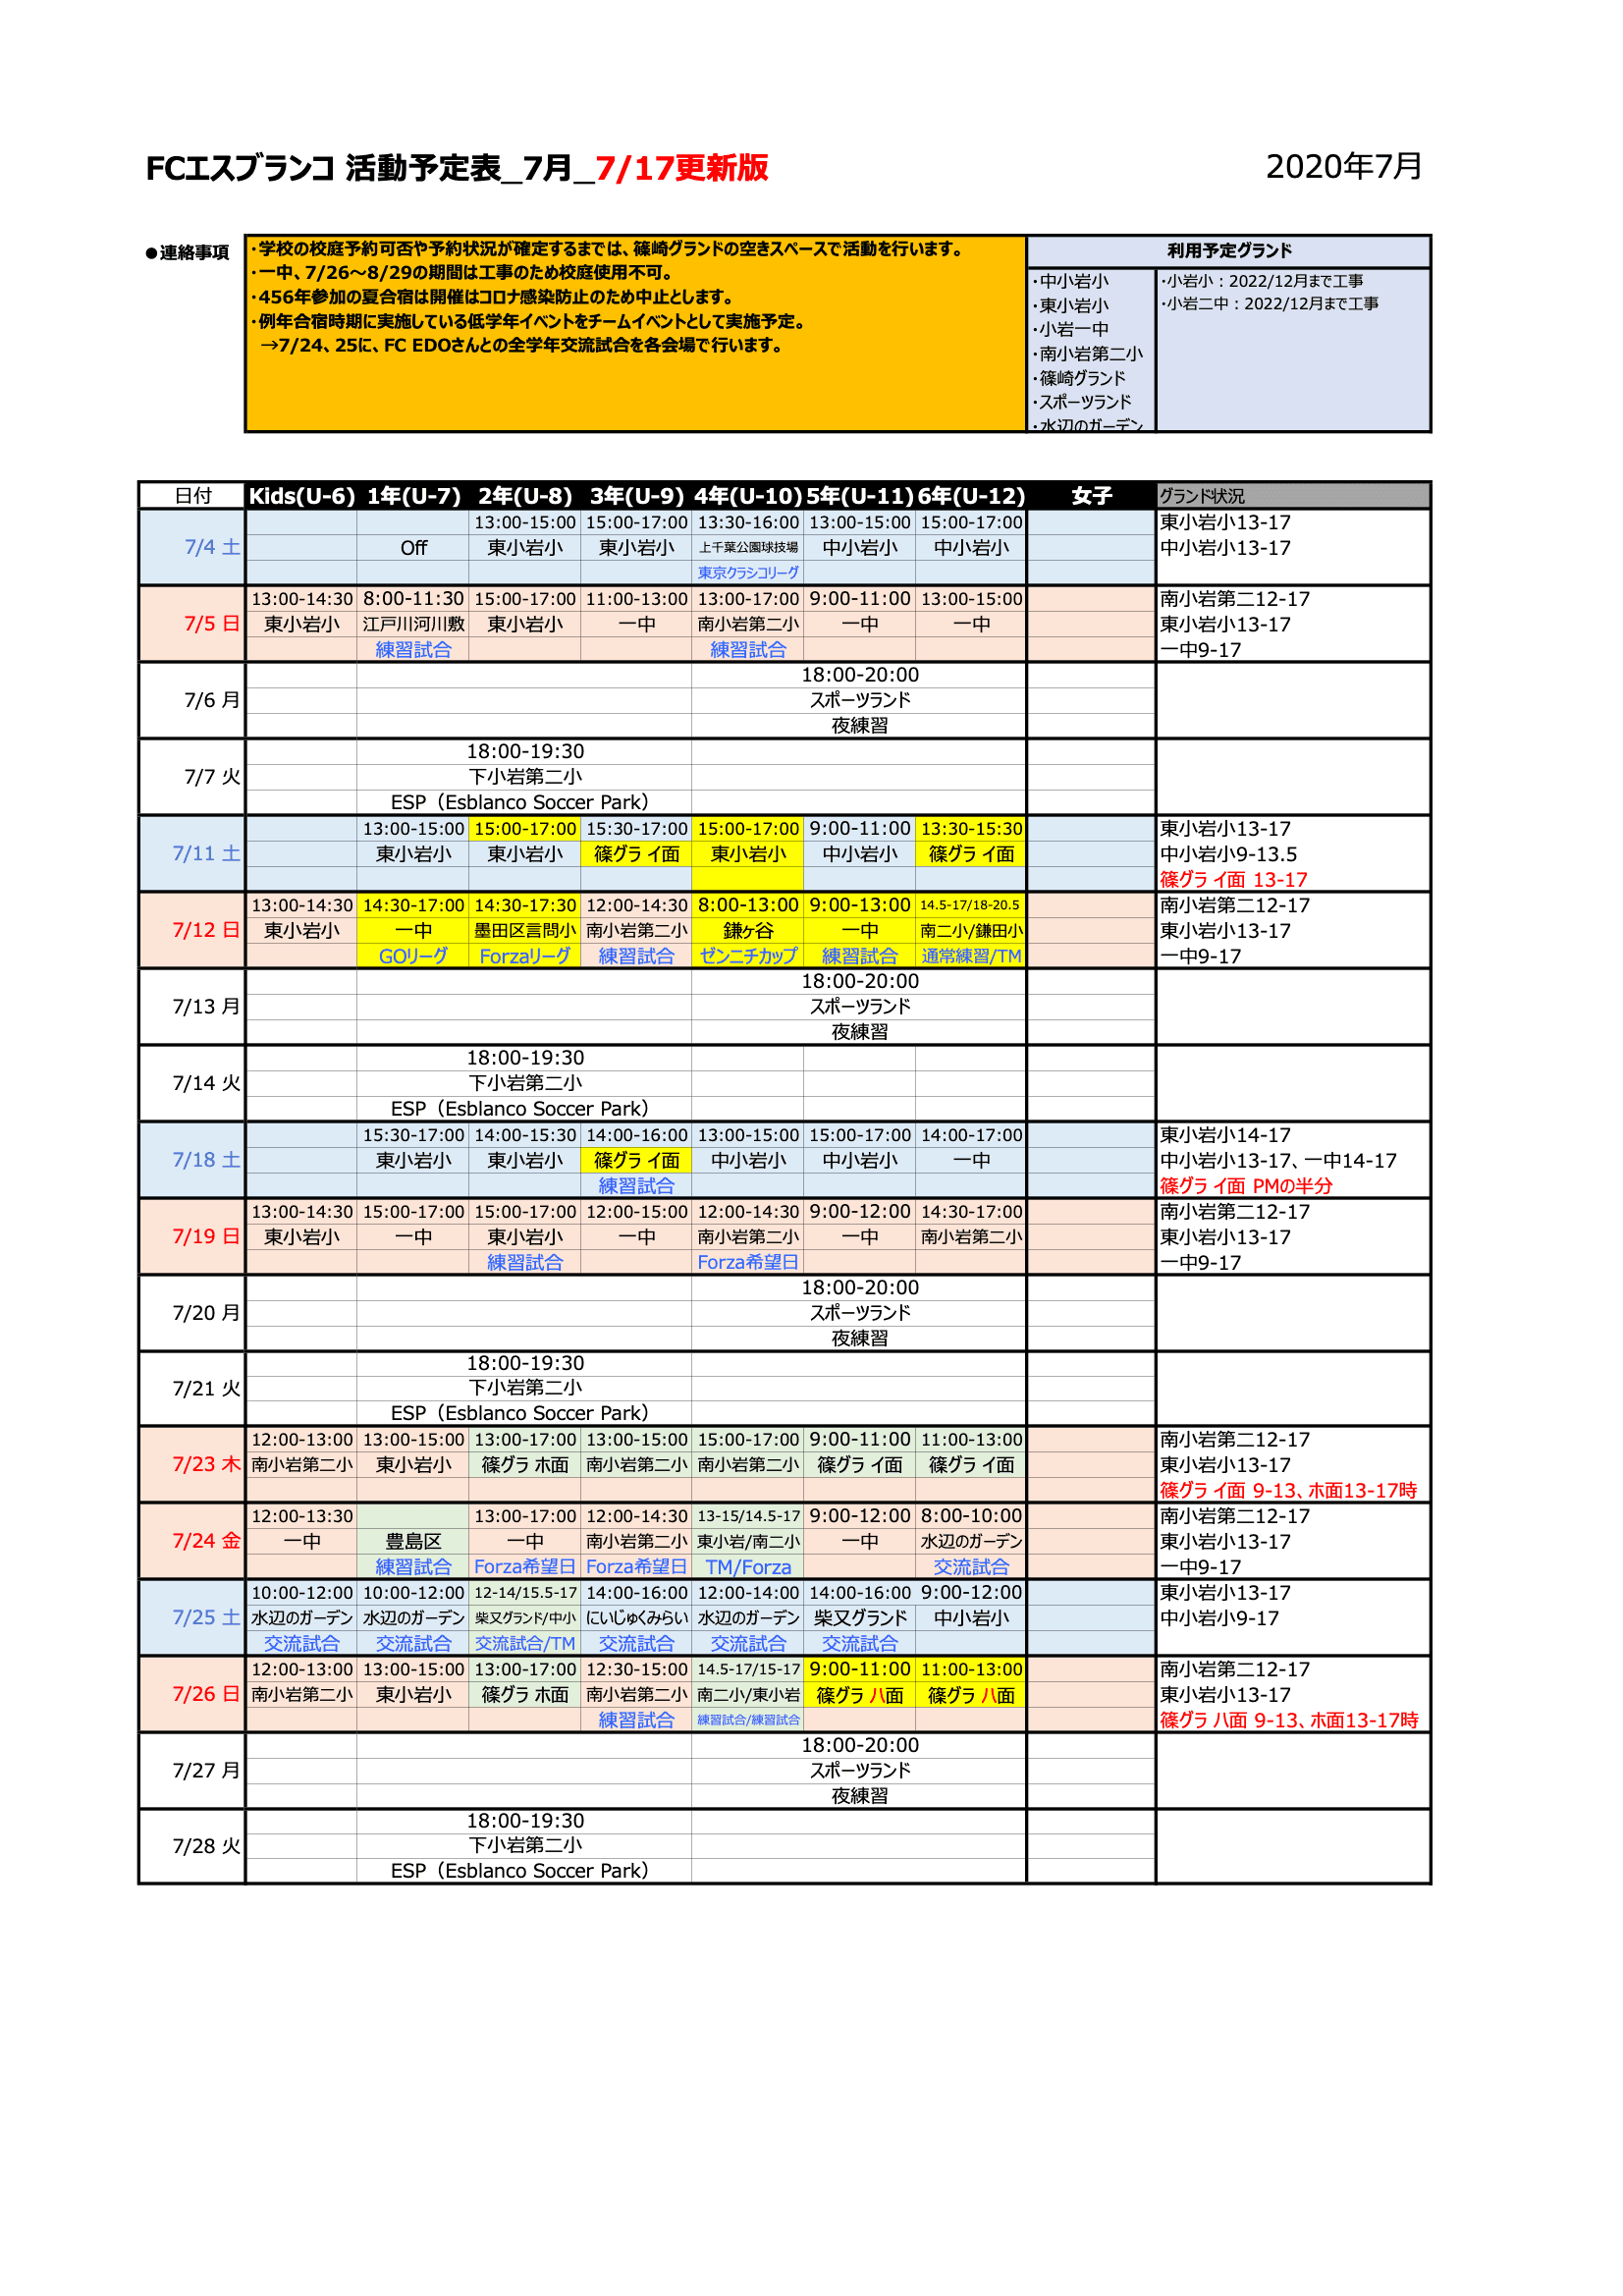 FCエスブランコ 活動予定表_7月_7/17更新版 2020年7月
●連絡事項
・学校の校庭予約可否や予約状況が確定するまでは、篠崎グランドの空きスペースで活動を行います。
・一中、7/26～8/29の期間は工事のため校庭使用不可。
・456年参加の夏合宿は開催はコロナ感染防止のため中止とします。
・例年合宿時期に実施している低学年イベントをチームイベントとして実施予定。
→7/24、25に、FC EDOさんとの全学年交流試合を各会場で行います。
利用予定グランド
・中小岩小
・東小岩小
・小岩一中
・南小岩第二小
・篠崎グランド
・スポーツランド
・水辺のガーデン
・小岩小：2022/12月まで工事
・小岩二中：2022/12月まで工事
日付 Kids(U-6) 1年(U-7) 2年(U-8) 3年(U-9) 4年(U-10) 5年(U-11) 6年(U-12) 女子 グランド状況
13:00-15:00 15:00-17:00 13:30-16:00 13:00-15:00 15:00-17:00 東小岩小13-17
7/4 土 Off 東小岩小 東小岩小 上千葉公園球技場 中小岩小 中小岩小 中小岩小13-17
東京クラシコリーグ
13:00-14:30 8:00-11:30 15:00-17:00 11:00-13:00 13:00-17:00 9:00-11:00 13:00-15:00 南小岩第二12-17
7/5 日 東小岩小 江戸川河川敷 東小岩小 一中 南小岩第二小 一中 一中 東小岩小13-17
練習試合 練習試合 一中9-17
18:00-20:00
7/6 月 スポーツランド
夜練習
18:00-19:30
7/7 火 下小岩第二小
ESP（Esblanco Soccer Park）
13:00-15:00 15:00-17:00 15:30-17:00 15:00-17:00 9:00-11:00 13:30-15:30 東小岩小13-17
7/11 土 東小岩小 東小岩小 篠グラ イ面 東小岩小 中小岩小 篠グラ イ面 中小岩小9-13.5
篠グラ イ面 13-17
13:00-14:30 14:30-17:00 14:30-17:30 12:00-14:30 8:00-13:00 9:00-13:00 14.5-17/18-20.5 南小岩第二12-17
7/12 日 東小岩小 一中 墨田区言問小 南小岩第二小 鎌ヶ谷 一中 南二小/鎌田小 東小岩小13-17
GOリーグ Forzaリーグ 練習試合 ゼンニチカップ 練習試合 通常練習/TM 一中9-17
18:00-20:00
7/13 月 スポーツランド
夜練習
18:00-19:30
7/14 火 下小岩第二小
ESP（Esblanco Soccer Park）
15:30-17:00 14:00-15:30 14:00-16:00 13:00-15:00 15:00-17:00 14:00-17:00 東小岩小14-17
7/18 土 東小岩小 東小岩小 篠グラ イ面 中小岩小 中小岩小 一中 中小岩小13-17、一中14-17
練習試合 篠グラ イ面 PMの半分
13:00-14:30 15:00-17:00 15:00-17:00 12:00-15:00 12:00-14:30 9:00-12:00 14:30-17:00 南小岩第二12-17
7/19 日 東小岩小 一中 東小岩小 一中 南小岩第二小 一中 南小岩第二小 東小岩小13-17
練習試合 Forza希望日 一中9-17
18:00-20:00
7/20 月 スポーツランド
夜練習
18:00-19:30
7/21 火 下小岩第二小
ESP（Esblanco Soccer Park）
12:00-13:00 13:00-15:00 13:00-17:00 13:00-15:00 15:00-17:00 9:00-11:00 11:00-13:00 南小岩第二12-17
7/23 木 南小岩第二小 東小岩小 篠グラ ホ面 南小岩第二小 南小岩第二小 篠グラ イ面 篠グラ イ面 東小岩小13-17
篠グラ イ面 9-13、ホ面13-17時
12:00-13:30 13:00-17:00 12:00-14:30 13-15/14.5-17 9:00-12:00 8:00-10:00 南小岩第二12-17
7/24 金 一中 豊島区 一中 南小岩第二小 東小岩/南二小 一中 水辺のガーデン 東小岩小13-17
練習試合 Forza希望日 Forza希望日 TM/Forza 交流試合 一中9-17
10:00-12:00 10:00-12:00 12-14/15.5-17 14:00-16:00 12:00-14:00 14:00-16:00 9:00-12:00 東小岩小13-17
7/25 土 水辺のガーデン 水辺のガーデン 柴又グランド/中小 にいじゅくみらい 水辺のガーデン 柴又グランド 中小岩小 中小岩小9-17
交流試合 交流試合 交流試合/TM 交流試合 交流試合 交流試合
12:00-13:00 13:00-15:00 13:00-17:00 12:30-15:00 14.5-17/15-17 9:00-11:00 11:00-13:00 南小岩第二12-17
7/26 日 南小岩第二小 東小岩小 篠グラ ホ面 南小岩第二小 南二小/東小岩 篠グラ ハ面 篠グラ ハ面 東小岩小13-17
練習試合 練習試合/練習試合 篠グラ ハ面 9-13、ホ面13-17時
18:00-20:00
7/27 月 スポーツランド
夜練習
18:00-19:30
7/28 火 下小岩第二小
ESP（Esblanco Soccer Park）